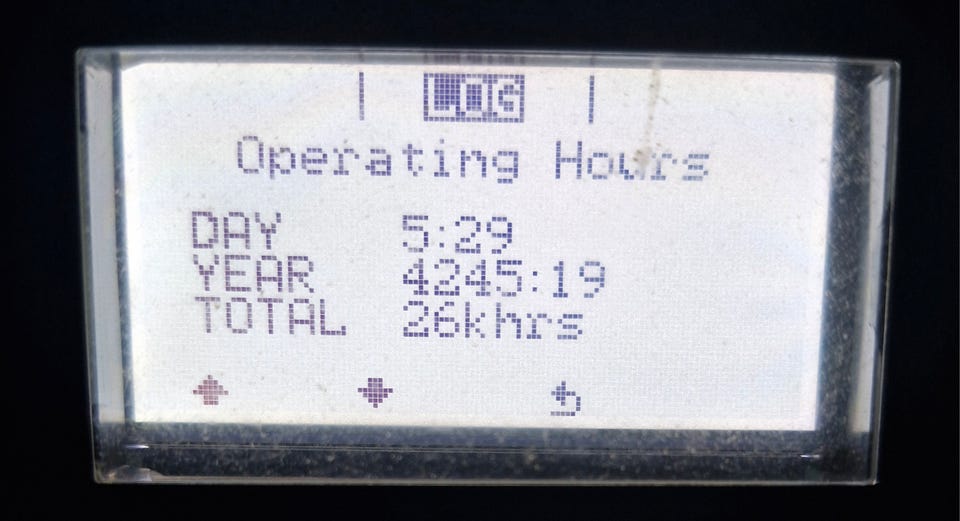 LOG
Operating Hours
DAY 5:29
YEAR 4245:19
TOTAL 26khrs